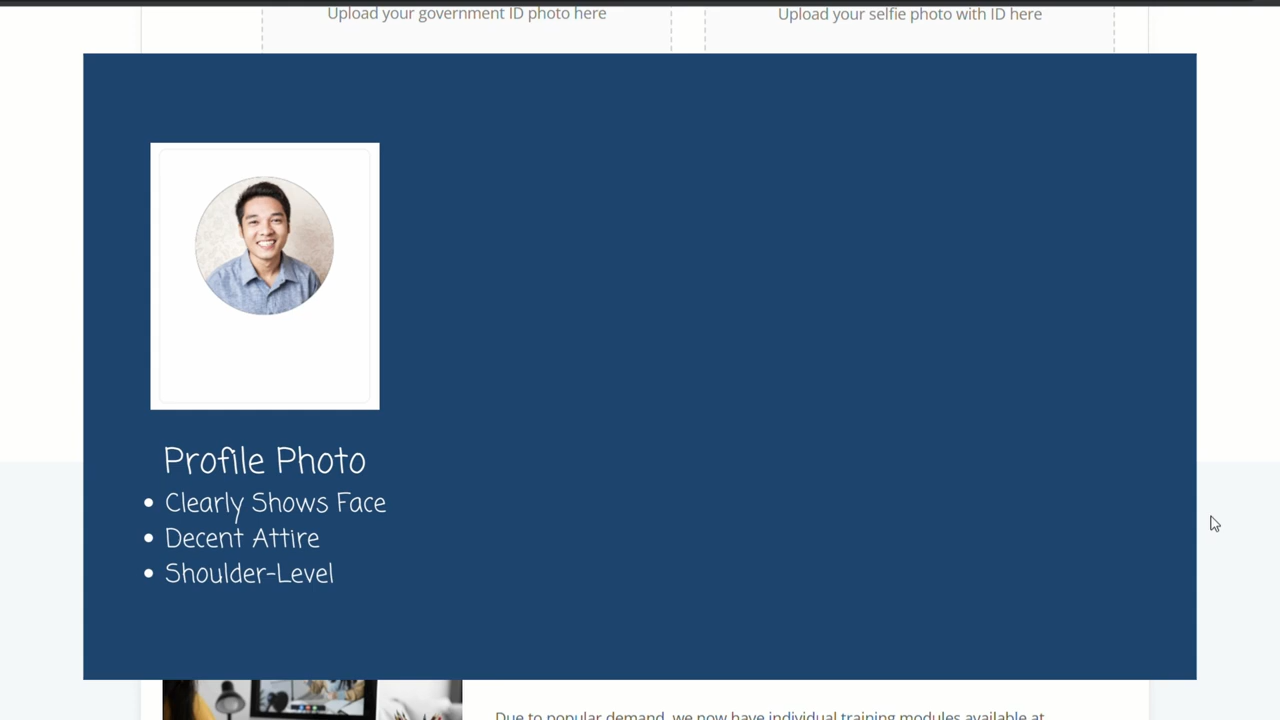 Upload your government ID photo here
Upload your selfie photo with ID here
Profile Photo
• Clearly Shows Face
• Decent Attire
• Shoulder-Level
Due to popular demand, we now have individual training modules available at